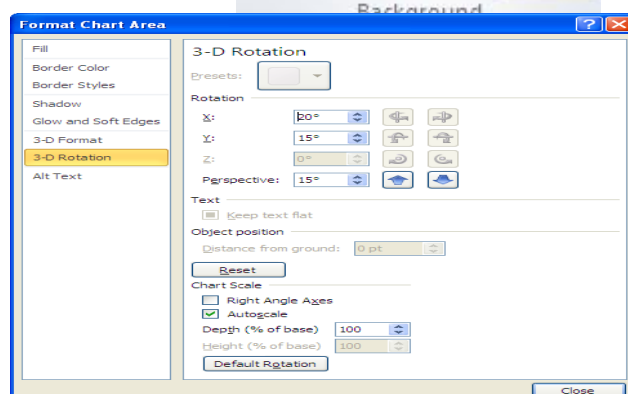 Background
Format Chart Area
Fill
Border Color
Border Styles
Shadow
Glow and Soft Edges
3-D Format
3-D Rotation
Alt Text
3-D Rotation
Presets:
Rotation
X: 20°
Y: 15°
Z: 0°
Perspective: 15°
Text
Keep text flat
Object position
Distance from ground: 0 pt
Reset
Chart Scale
Right Angle Axes
Autoscale
Depth (% of base) 100
Height (% of base) 100
Default Rotation
Close